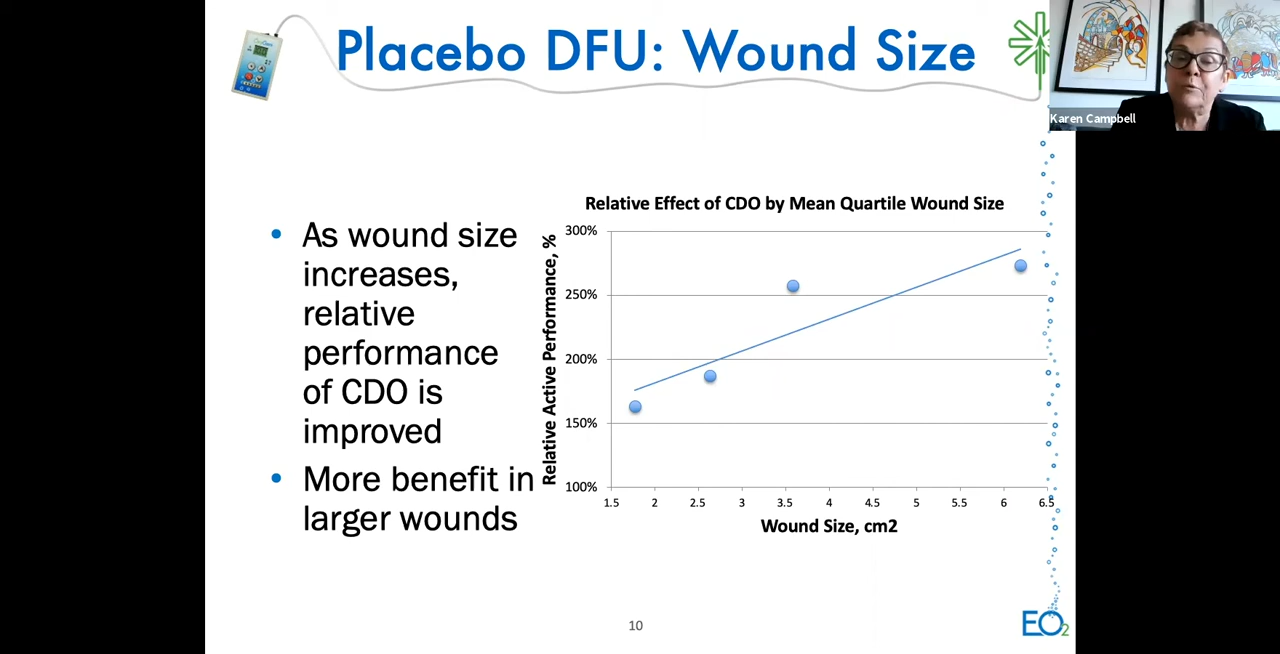 Placebo DFU: Wound Size
Karen Campbell
• As wound size
increases,
relative
performance
of CDO is
improved
• More benefit in
larger wounds
Relative Effect of CDO by Mean Quartile Wound Size
Relative Active Performance, %
300%
250%
200%
150%
100%
1.5 2 2.5 3 3.5 4 4.5 5 5.5 6 6.5
Wound Size, cm2
10
EO2